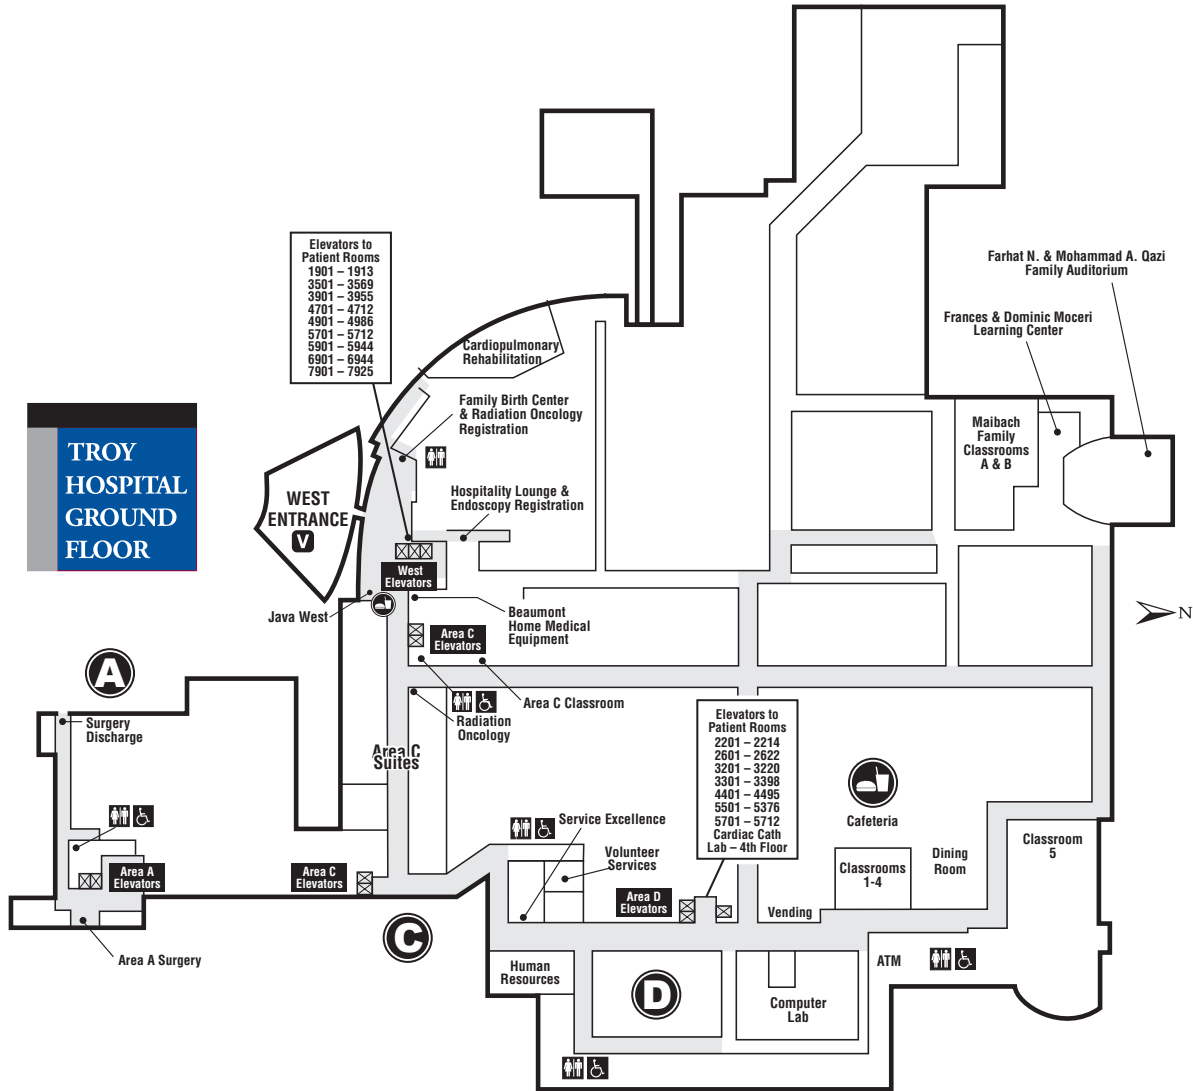 Farhat N. & Mohammad A. Qazi
Family Auditorium
Frances & Dominic Moceri
Learning Center
Elevators to
Patient Rooms
1901 – 1913
3501 – 3569
3901 – 3955
4701 – 4712
4901 – 4986
5701 – 5712
5901 – 5944
6901 – 6944
7901 – 7925
Cardiopulmonary
Rehabilitation
Family Birth Center
& Radiation Oncology
Registration
Maibach
Family
Classrooms
A & B
TROY
HOSPITAL
GROUND
FLOOR
WEST
ENTRANCE
V
Hospitality Lounge &
Endoscopy Registration
West
Elevators
Java West
Beaumont
Home Medical
Equipment
Area C
Elevators
N
A
Surgery
Discharge
Area C Classroom
Radiation
Oncology
Area C
Suites
Elevators to
Patient Rooms
2201 – 2214
2601 – 2622
3201 – 3220
3301 – 3398
4401 – 4495
5501 – 5376
5701 – 5712
Cardiac Cath
Lab – 4th Floor
Cafeteria
Service Excellence
Volunteer
Services
Classroom
5
Classrooms
1-4
Dining
Room
Area A
Elevators
Area C
Elevators
Area D
Elevators
Vending
C
Area A Surgery
Human
Resources
D
Computer
Lab
ATM